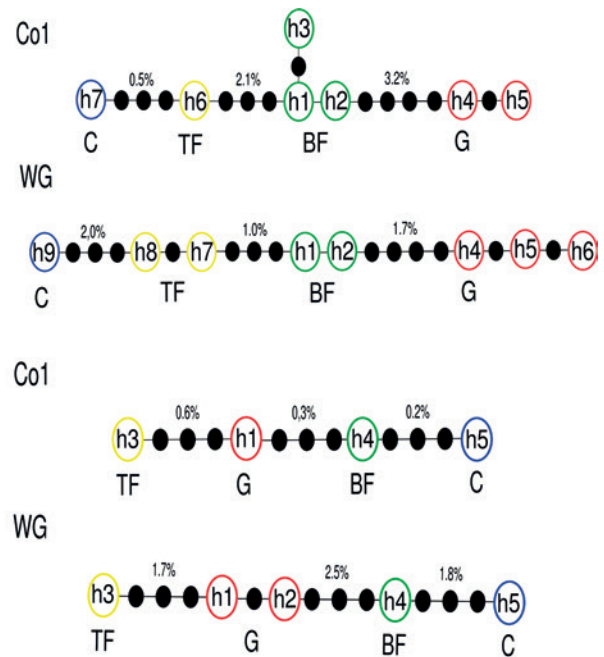 Co1
h3
0.5% 2.1% 3.2%
h7 h6 h1 h2 h4 h5
C TF BF G
WG
2,0% 1.0% 1.7%
h9 h8 h7 h1 h2 h4 h5 h6
C TF BF G
Co1
0.6% 0,3% 0.2%
h3 h1 h4 h5
TF G BF C
WG
1.7% 2.5% 1.8%
h3 h1 h2 h4 h5
TF G BF C